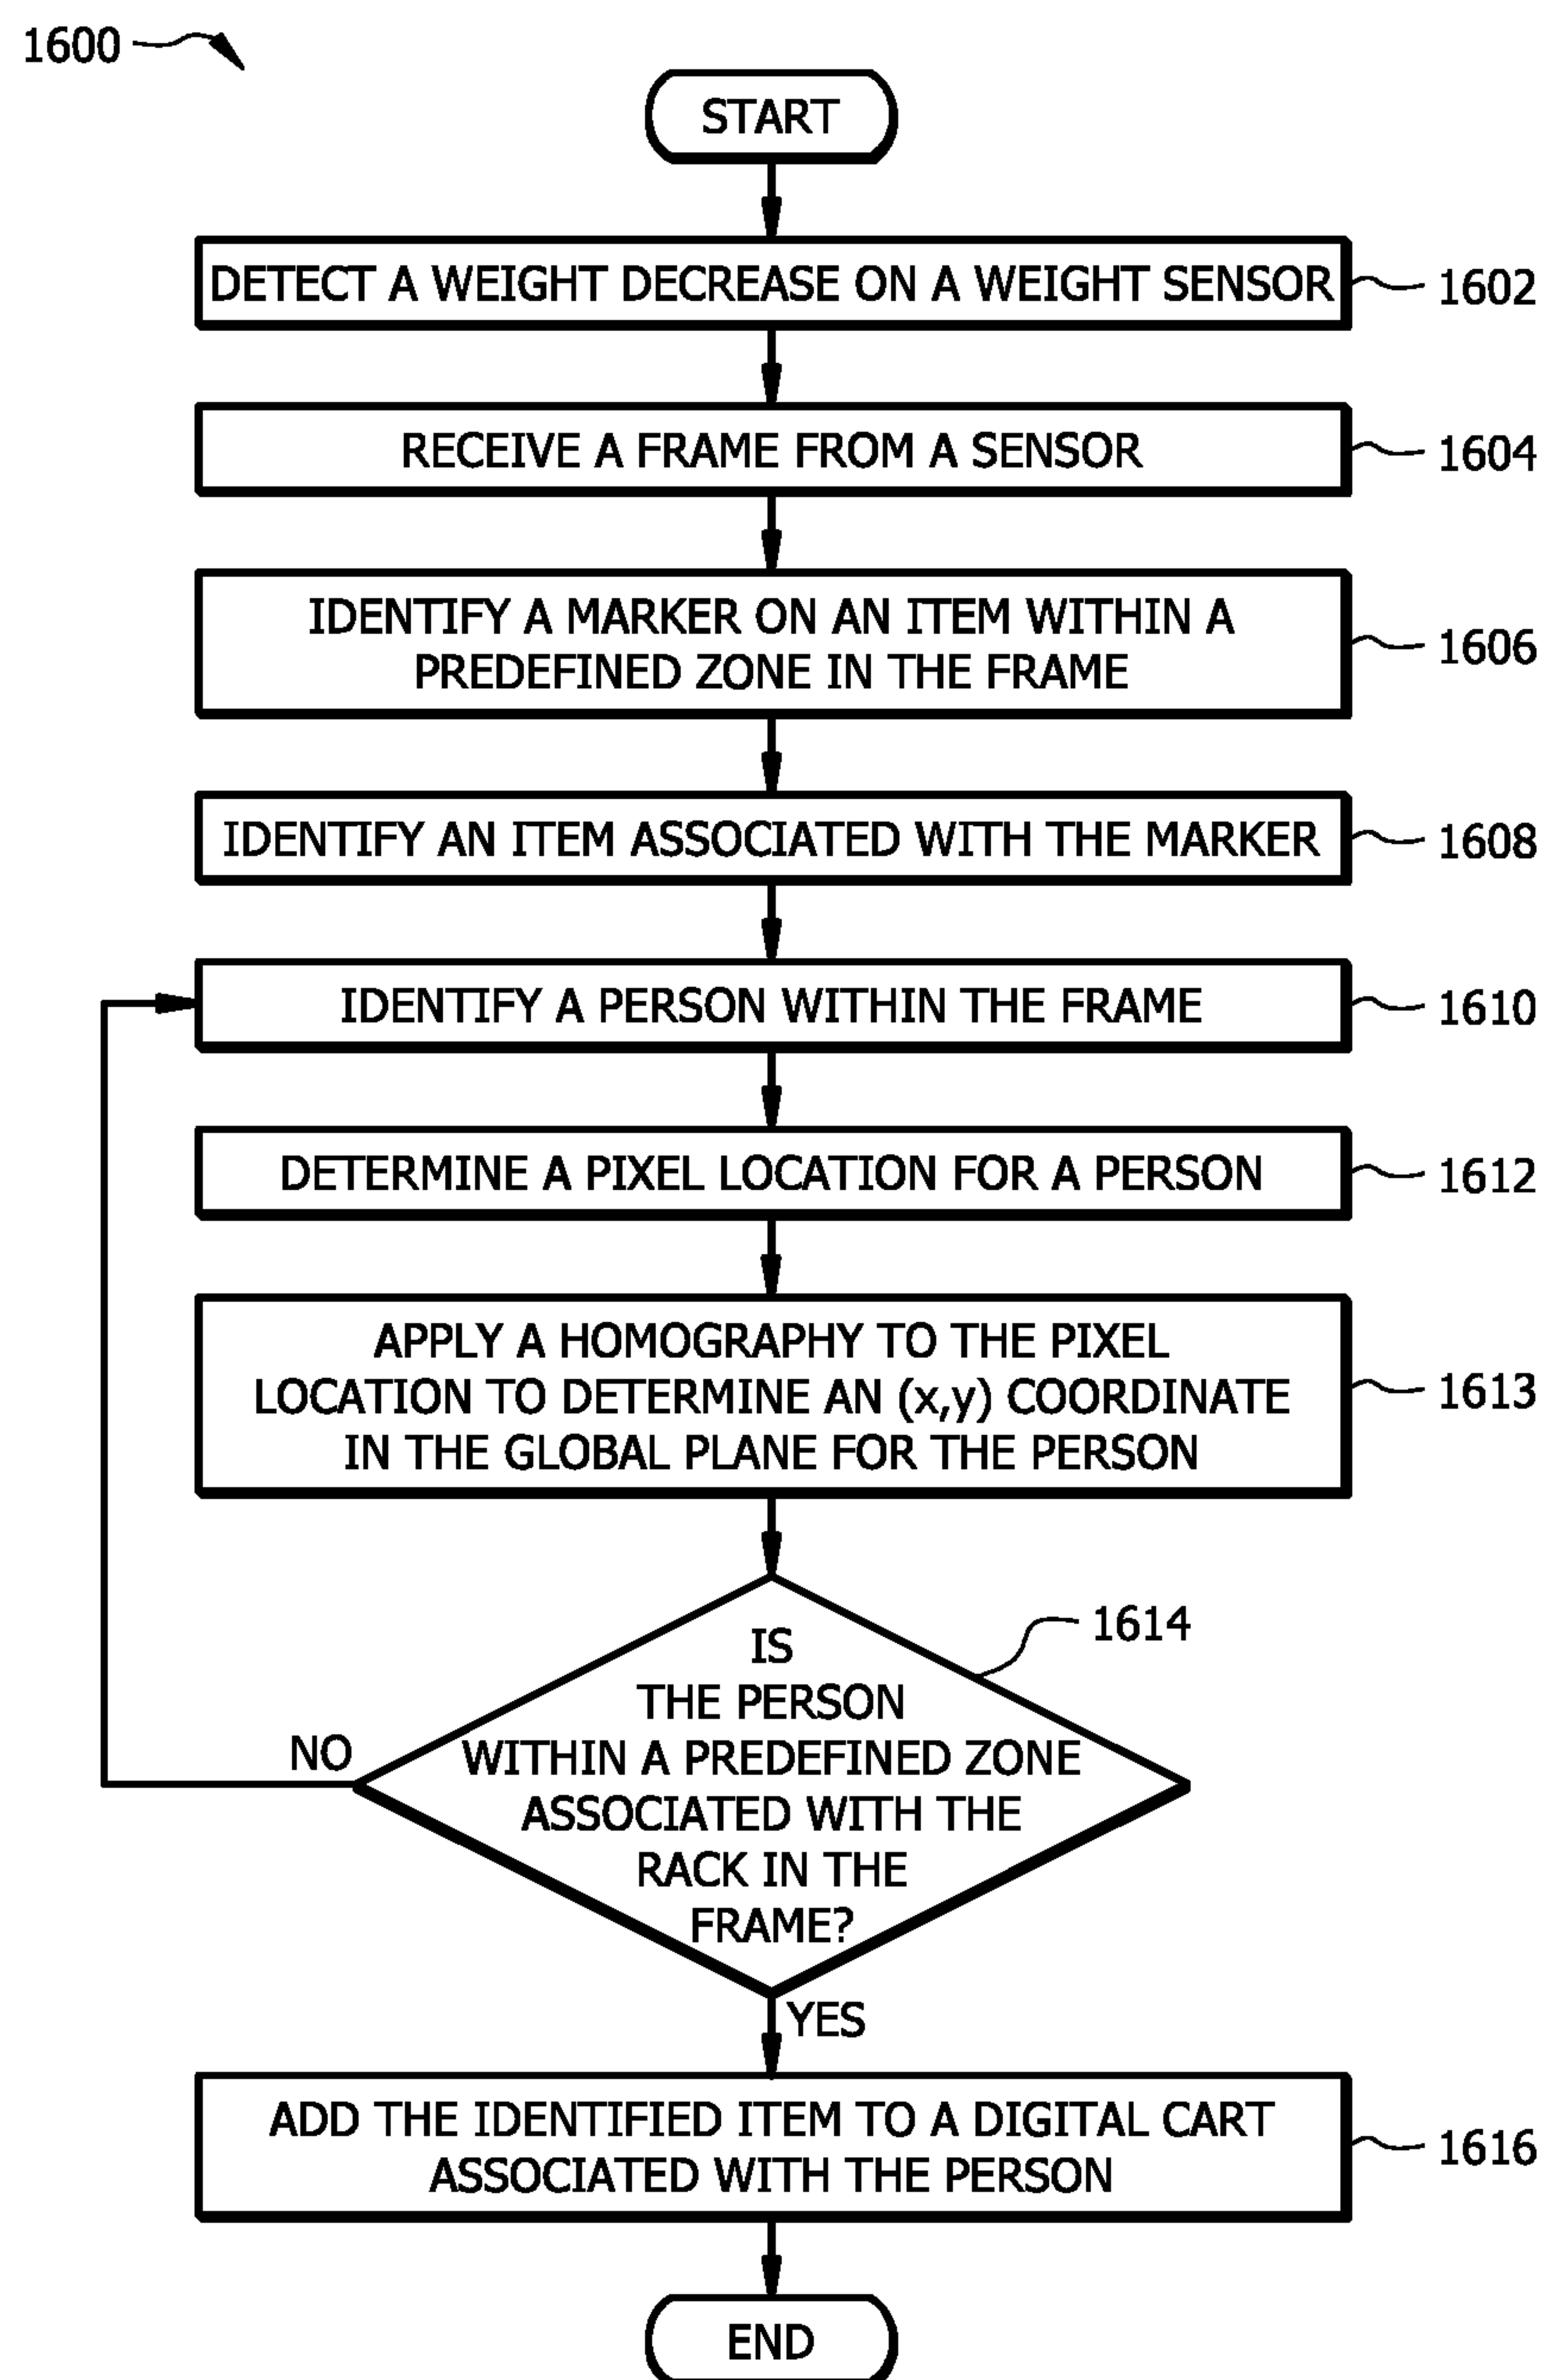 1600
START
DETECT A WEIGHT DECREASE ON A WEIGHT SENSOR
1602
RECEIVE A FRAME FROM A SENSOR
1604
IDENTIFY A MARKER ON AN ITEM WITHIN A
PREDEFINED ZONE IN THE FRAME
1606
IDENTIFY AN ITEM ASSOCIATED WITH THE MARKER
1608
IDENTIFY A PERSON WITHIN THE FRAME
1610
DETERMINE A PIXEL LOCATION FOR A PERSON
1612
APPLY A HOMOGRAPHY TO THE PIXEL
LOCATION TO DETERMINE AN (x,y) COORDINATE
IN THE GLOBAL PLANE FOR THE PERSON
1613
1614
IS
THE PERSON
WITHIN A PREDEFINED ZONE
ASSOCIATED WITH THE
RACK IN THE
FRAME?
NO
YES
ADD THE IDENTIFIED ITEM TO A DIGITAL CART
ASSOCIATED WITH THE PERSON
1616
END